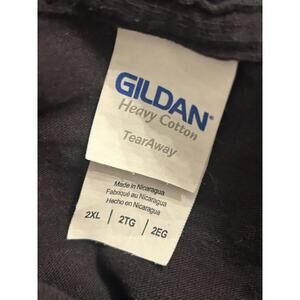 GILDAN®
Heavy Cotton
TearAway
Made in Nicaragua
Fabriqué au Nicaragua
Hecho en Nicaragua
2XL | 2TG | 2EG